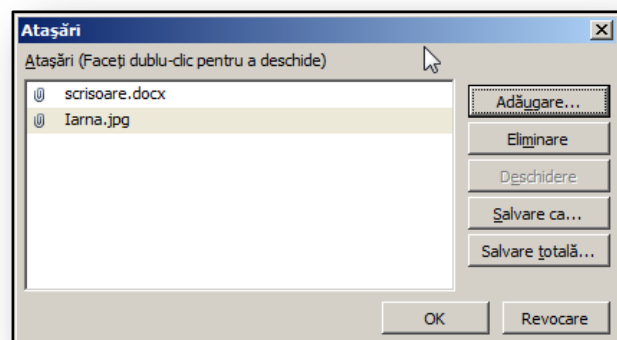 Atașări
Atașări (Faceți dublu-clic pentru a deschide)
scrisoare.docx
Iarna.jpg
Adăugare...
Eliminare
Deschidere
Salvare ca...
Salvare totală...
OK
Revocare